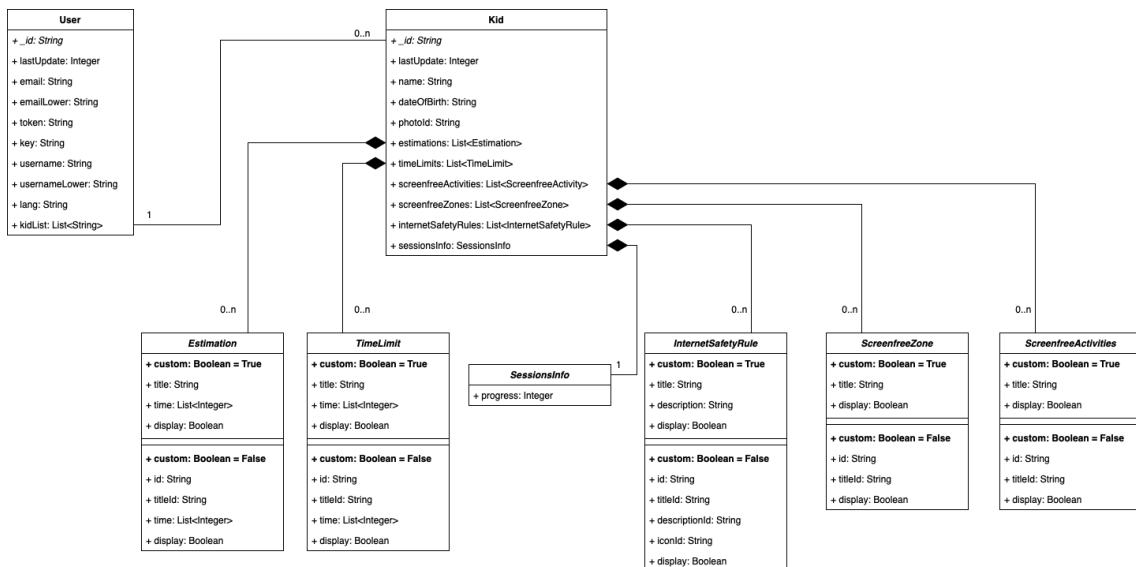 User
+ _id: String
+ lastUpdate: Integer
+ email: String
+ emailLower: String
+ token: String
+ key: String
+ username: String
+ usernameLower: String
+ lang: String
+ kidList: List<String>
1
0..n
Kid
+ _id: String
+ lastUpdate: Integer
+ name: String
+ dateOfBirth: String
+ photoId: String
+ estimations: List<Estimation>
+ timeLimits: List<TimeLimit>
+ screenfreeActivities: List<ScreenfreeActivity>
+ screenfreeZones: List<ScreenfreeZone>
+ internetSafetyRules: List<InternetSafetyRule>
+ sessionsInfo: SessionsInfo
0..n
Estimation
+ custom: Boolean = True
+ title: String
+ time: List<Integer>
+ display: Boolean
+ custom: Boolean = False
+ id: String
+ titleId: String
+ time: List<Integer>
+ display: Boolean
0..n
TimeLimit
+ custom: Boolean = True
+ title: String
+ time: List<Integer>
+ display: Boolean
+ custom: Boolean = False
+ id: String
+ titleId: String
+ time: List<Integer>
+ display: Boolean
1
SessionsInfo
+ progress: Integer
0..n
InternetSafetyRule
+ custom: Boolean = True
+ title: String
+ description: String
+ display: Boolean
+ custom: Boolean = False
+ id: String
+ titleId: String
+ descriptionId: String
+ iconId: String
+ display: Boolean
0..n
ScreenfreeZone
+ custom: Boolean = True
+ title: String
+ display: Boolean
+ custom: Boolean = False
+ id: String
+ titleId: String
+ display: Boolean
0..n
ScreenfreeActivities
+ custom: Boolean = True
+ title: String
+ display: Boolean
+ custom: Boolean = False
+ id: String
+ titleId: String
+ display: Boolean